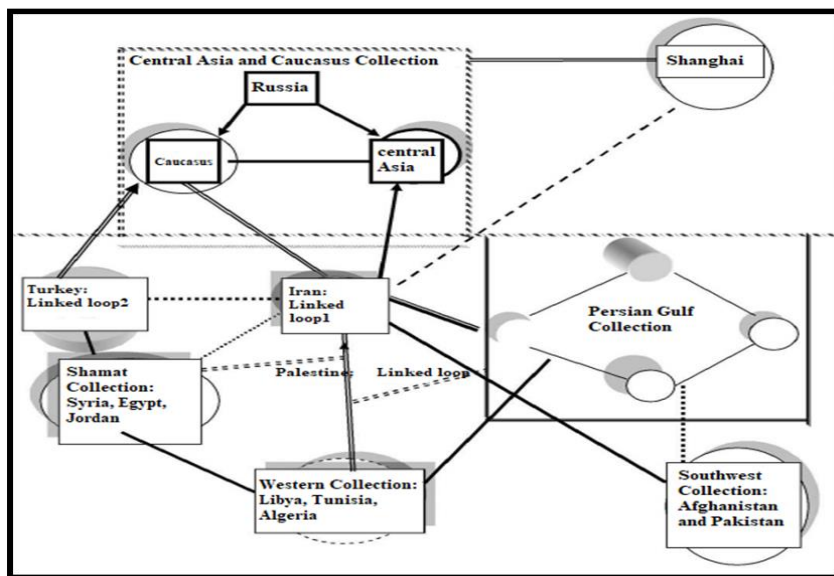 Central Asia and Caucasus Collection
Shanghai
Russia
Caucasus
central
Asia
Turkey:
Linked loop2
Iran:
Linked
loop1
Persian Gulf
Collection
Shamat
Collection:
Syria, Egypt,
Jordan
Palestine: Linked loop
Western Collection:
Libya, Tunisia,
Algeria
Southwest
Collection:
Afghanistan
and Pakistan